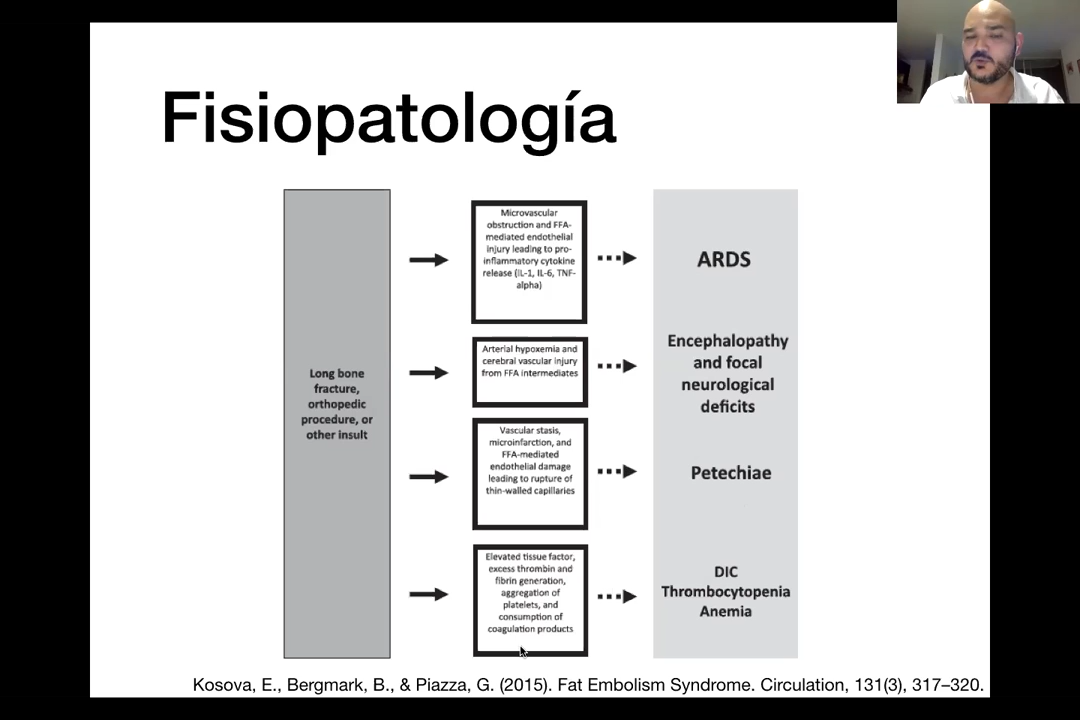 Fisiopatología
Long bone
fracture,
orthopedic
procedure, or
other insult
Microvascular
obstruction and FFA-
mediated endothelial
injury leading to pro-
inflammatory cytokine
release (IL-1, IL-6, TNF-
alpha)
ARDS
Arterial hypoxemia and
cerebral vascular injury
from FFA intermediates
Encephalopathy
and focal
neurological
deficits
Vascular stasis,
microinfarction, and
FFA-mediated
endothelial damage
leading to rupture of
thin-walled capillaries
Petechiae
Elevated tissue factor,
excess thrombin and
fibrin generation,
aggregation of
platelets, and
consumption of
coagulation products
DIC
Thrombocytopenia
Anemia
Kosova, E., Bergmark, B., & Piazza, G. (2015). Fat Embolism Syndrome. Circulation, 131(3), 317–320.